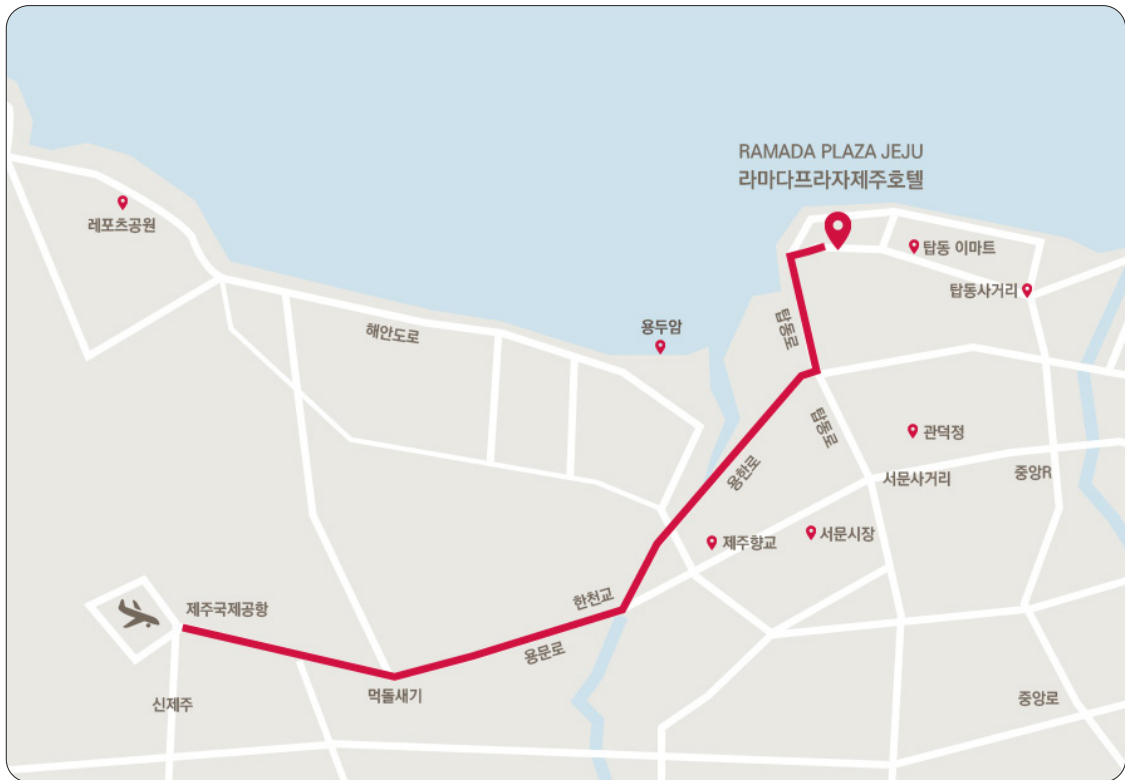 RAMADA PLAZA JEJU
라마다프라자제주호텔
레포츠공원
탑동 이마트
탑동사거리
해안도로
용두암
탑동로
탑동로
관덕정
용한로
서문사거리
중앙R
제주향교
서문시장
한천교
제주국제공항
용문로
먹돌새기
신제주
중앙로